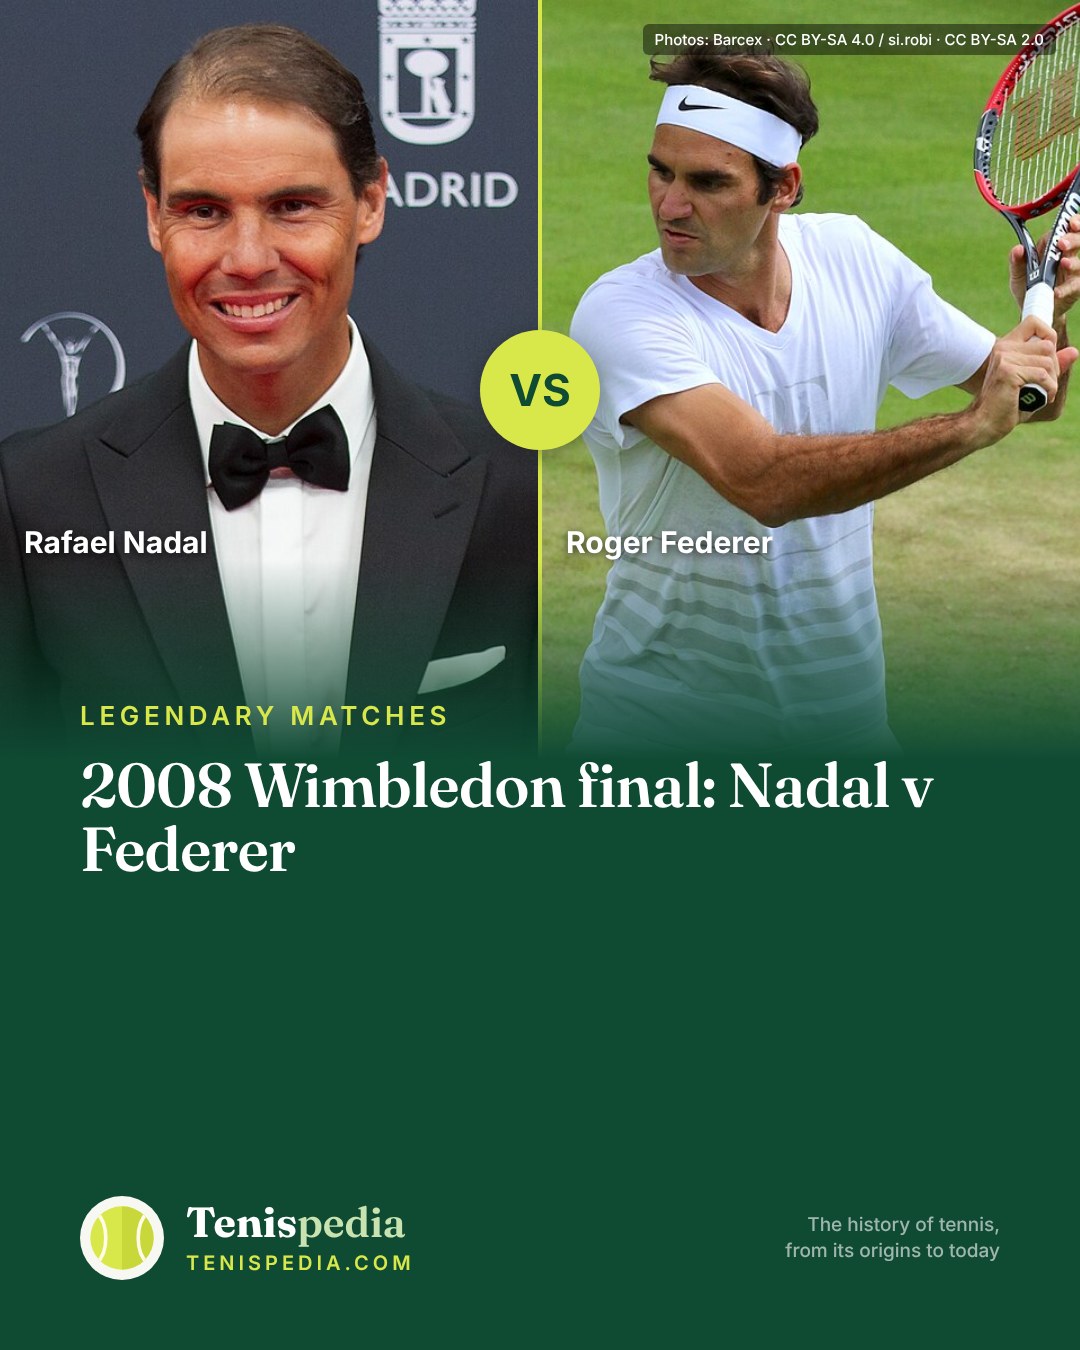 Photos: Barcex · CC BY-SA 4.0 / si.robi · CC BY-SA 2.0
ADRID
VS
Rafael Nadal
Roger Federer
LEGENDARY MATCHES
2008 Wimbledon final: Nadal v
Federer
Tenispedia
TENISPEDIA.COM
The history of tennis,
from its origins to today